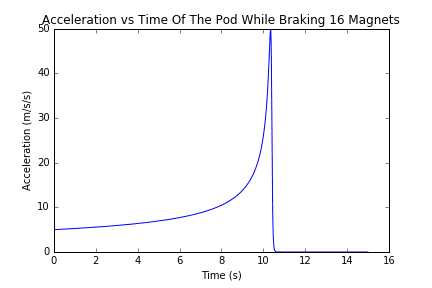 Acceleration vs Time Of The Pod While Braking 16 Magnets
50
40
30
20
10
0
Acceleration (m/s/s)
0 2 4 6 8 10 12 14 16
Time (s)